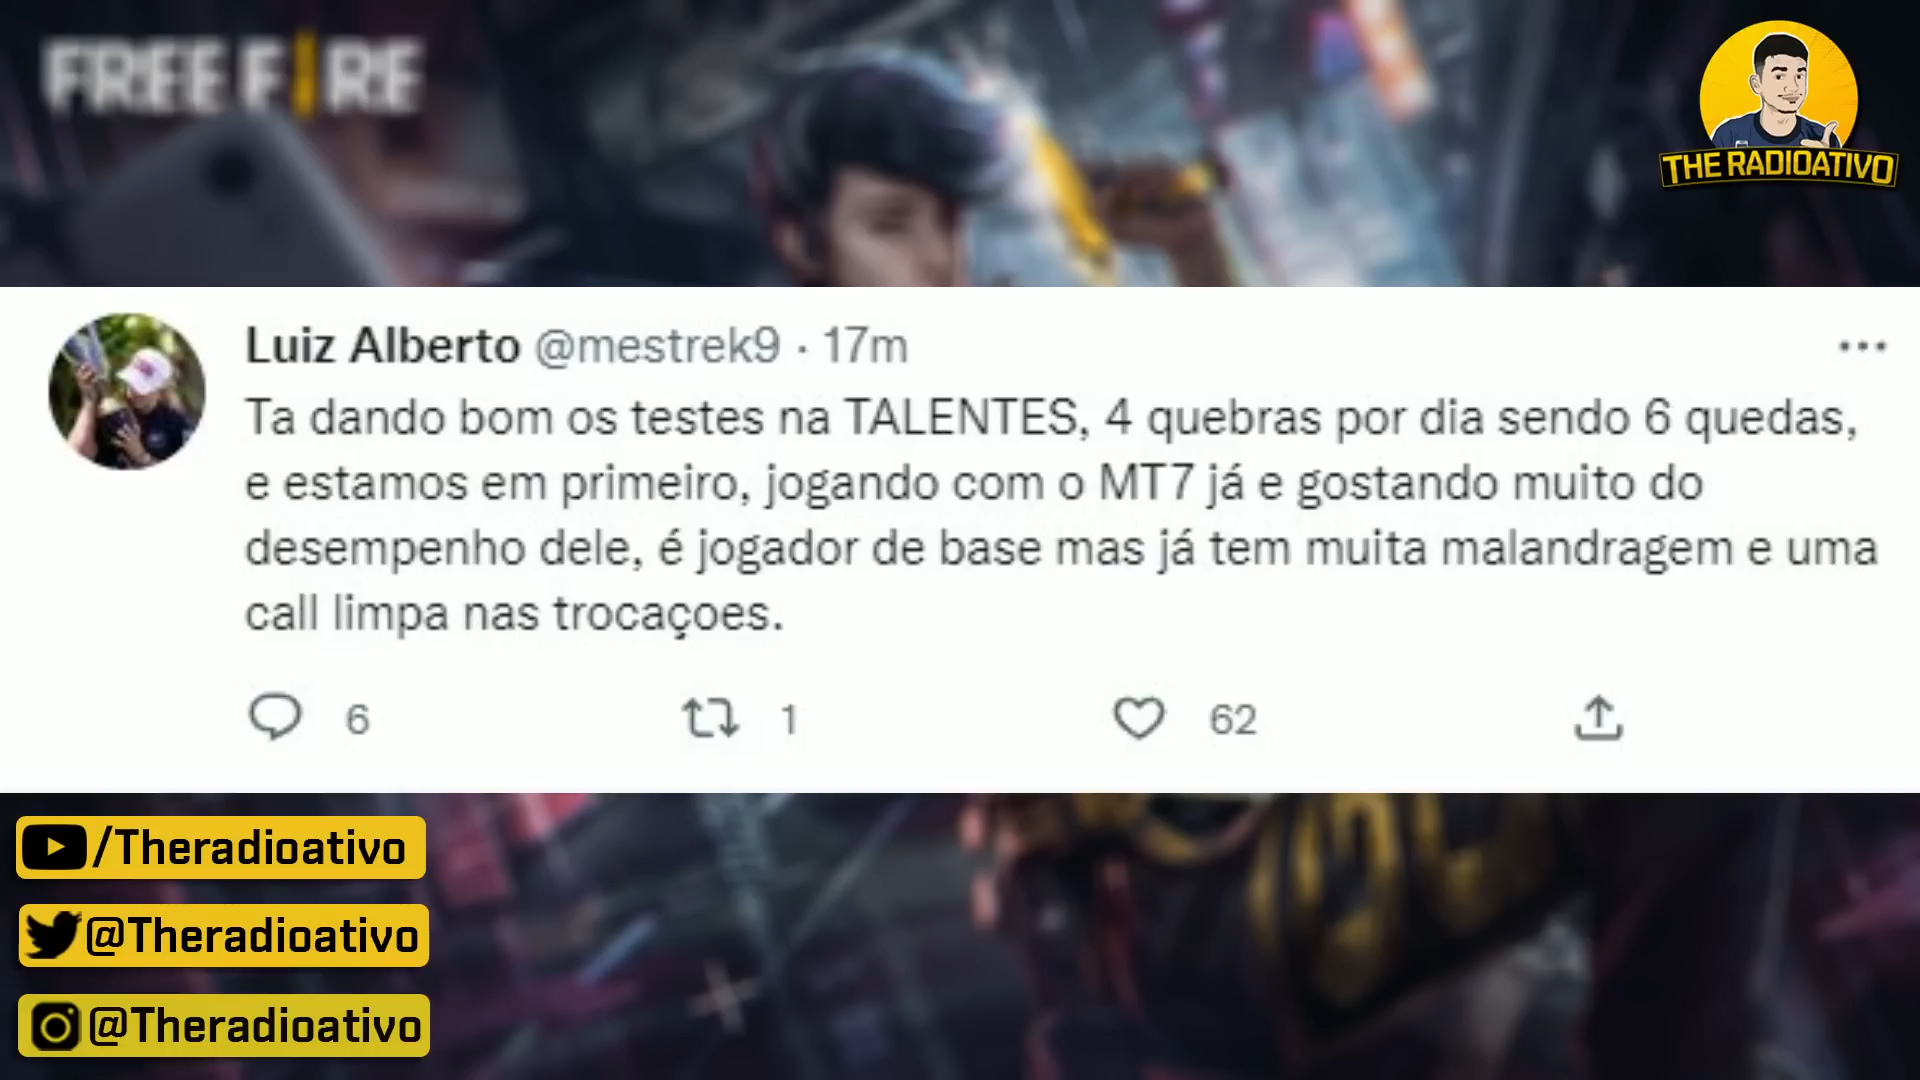 FREE FIRE
THE RADIOATIVO
Luiz Alberto @mestrek9 · 17m
Ta dando bom os testes na TALENTES, 4 quebras por dia sendo 6 quedas,
e estamos em primeiro, jogando com o MT7 já e gostando muito do
desempenho dele, é jogador de base mas já tem muita malandragem e uma
call limpa nas trocaçoes.
6 1 62
/Theradioativo
@Theradioativo
@Theradioativo